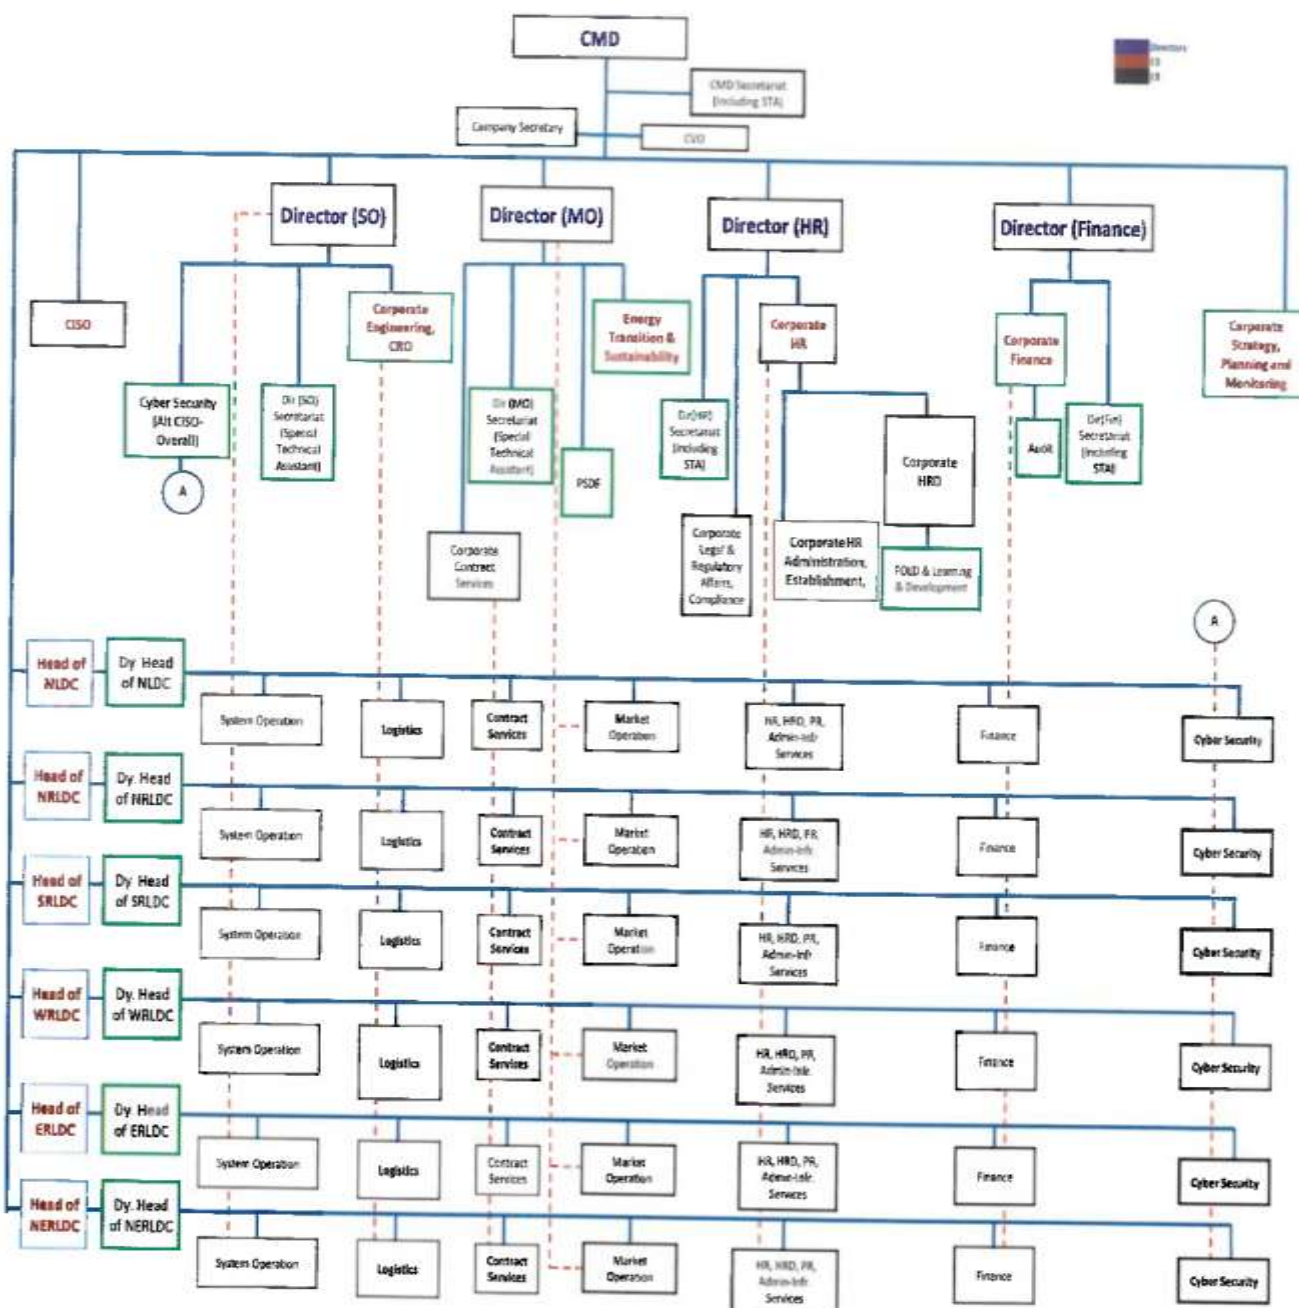 CMD
Directors
ED
CMD Secretariat
(Including STA)
Company Secretary
CVO
Director (SO)
Director (MO)
Director (HR)
Director (Finance)
CISO
Corporate
Engineering,
CRO
Energy
Transition &
Sustainability
Corporate
HR
Corporate
Finance
Corporate
Strategy,
Planning and
Monitoring
Cyber Security
(Alt CISO-
Overall)
Dir (SO)
Secretariat
(Special
Technical
Assistant)
Dir (MO)
Secretariat
(Special
Technical
Assistant)
PSDF
Dir(HR)
Secretariat
(Including
STA)
Corporate
HRD
Audit
Dir(Fin)
Secretariat
(Including
STA)
A
Corporate
Contract
Services
Corporate
Legal &
Regulatory
Affairs,
Compliance
Corporate HR
Administration,
Establishment,
FOLD & Learning
& Development
A
Head of
NLDC
Dy. Head
of NLDC
System Operation
Logistics
Contract
Services
Market
Operation
HR, HRD, PR,
Admin-Infr
Services
Finance
Cyber Security
Head of
NRLDC
Dy. Head
of NRLDC
System Operation
Logistics
Contract
Services
Market
Operation
HR, HRD, PR,
Admin-Infr.
Services
Finance
Cyber Security
Head of
SRLDC
Dy. Head
of SRLDC
System Operation
Logistics
Contract
Services
Market
Operation
HR, HRD, PR,
Admin-Infr
Services
Finance
Cyber Security
Head of
WRLDC
Dy. Head
of WRLDC
System Operation
Logistics
Contract
Services
Market
Operation
HR, HRD, PR,
Admin-Infr.
Services
Finance
Cyber Security
Head of
ERLDC
Dy. Head
of ERLDC
System Operation
Logistics
Contract
Services
Market
Operation
HR, HRD, PR,
Admin-Infr.
Services
Finance
Cyber Security
Head of
NERLDC
Dy. Head
of NERLDC
System Operation
Logistics
Contract
Services
Market
Operation
HR, HRD, PR,
Admin-Infr.
Services
Finance
Cyber Security